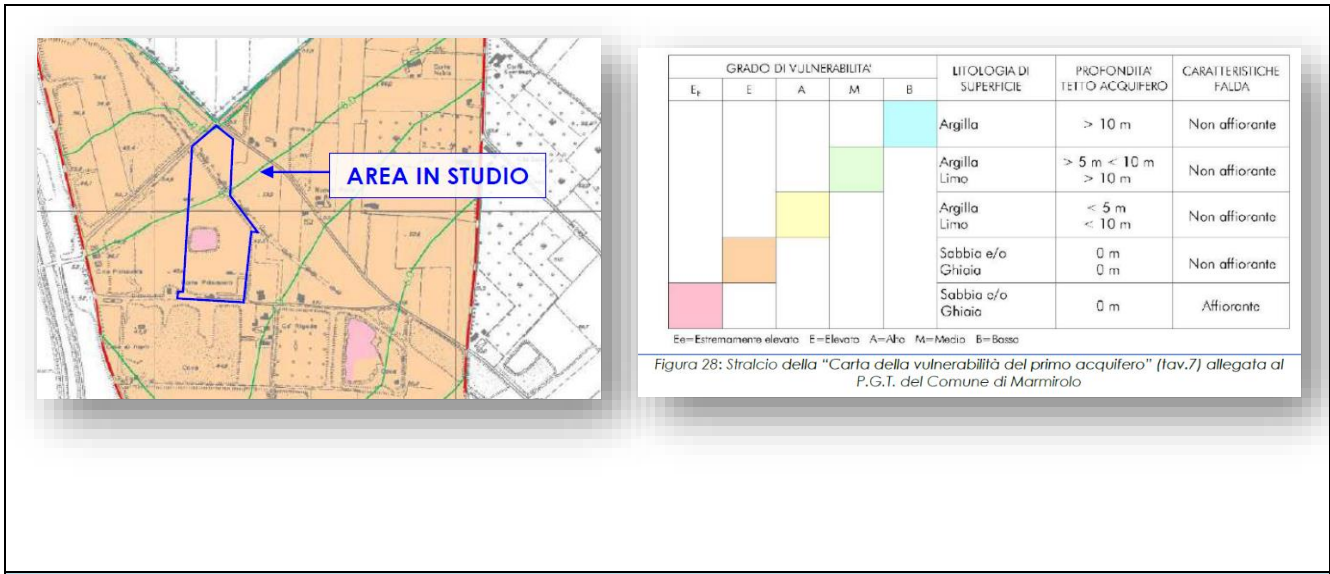 AREA IN STUDIO
GRADO DI VULNERABILITA'
LITOLOGIA DI SUPERFICIE
PROFONDITA' TETTO ACQUIFERO
CARATTERISTICHE FALDA
Ee E A M B
Argilla > 10 m Non affiorante
Argilla > 5 m < 10 m Non affiorante
Limo > 10 m
Argilla < 5 m Non affiorante
Limo < 10 m
Sabbia e/o 0 m Non affiorante
Ghiaia 0 m
Sabbia e/o Ghiaia 0 m Affiorante
Ee=Estremamente elevato E=Elevato A=Alto M=Medio B=Basso
Figura 28: Stralcio della “Carta della vulnerabilità del primo acquifero” (tav.7) allegata al
P.G.T. del Comune di Marmirolo